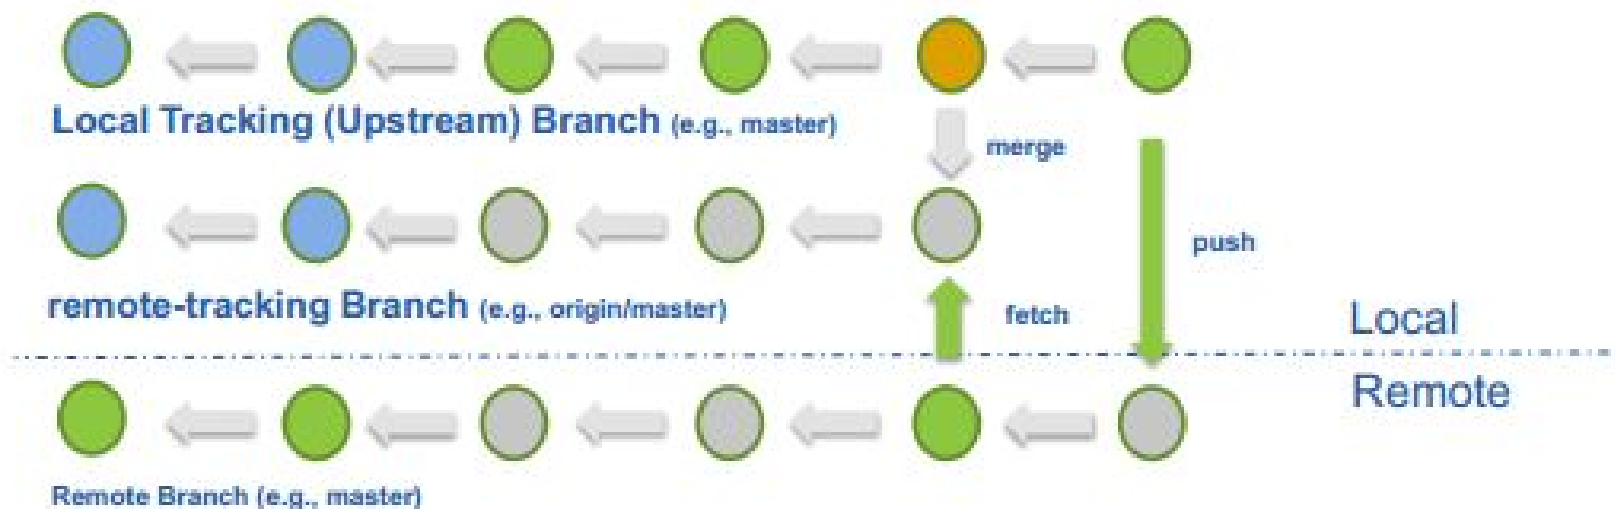 Local Tracking (Upstream) Branch (e.g., master)
merge
push
remote-tracking Branch (e.g., origin/master)
fetch
Local
Remote
Remote Branch (e.g., master)